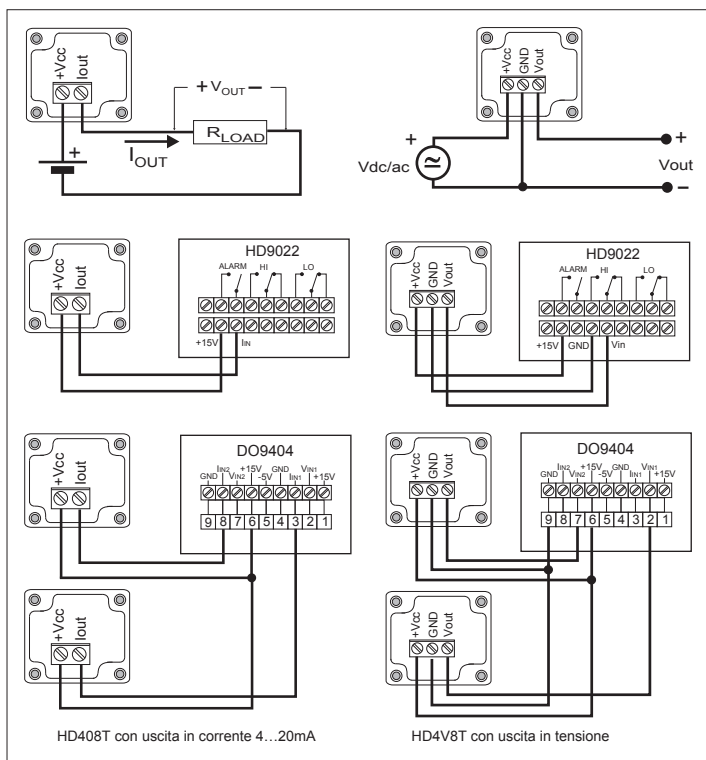 +Vcc Iout
+ VOUT −
RLOAD
IOUT
+
+Vcc GND Vout
+
Vdc/ac
+
Vout
−
+Vcc Iout
HD9022
ALARM HI LO
+15V IIN
+Vcc GND Vout
HD9022
ALARM HI LO
+15V GND Vin
+Vcc Iout
DO9404
IIN2 +15V GND VIN1
GND VIN2 -5V IIN1 +15V
9 8 7 6 5 4 3 2 1
+Vcc Iout
+Vcc GND Vout
DO9404
IIN2 +15V GND VIN1
GND VIN2 -5V IIN1 +15V
9 8 7 6 5 4 3 2 1
+Vcc GND Vout
HD408T con uscita in corrente 4…20mA
HD4V8T con uscita in tensione